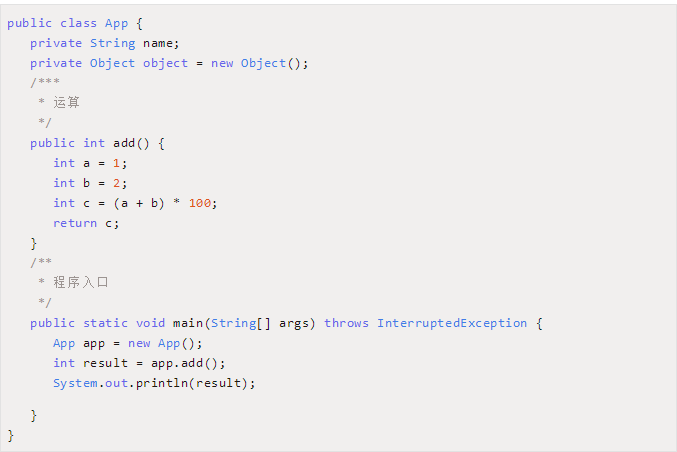 public class App {
   private String name;
   private Object object = new Object();
   /***
    * 运算
    */
   public int add() {
      int a = 1;
      int b = 2;
      int c = (a + b) * 100;
      return c;
   }
   /**
    * 程序入口
    */
   public static void main(String[] args) throws InterruptedException {
      App app = new App();
      int result = app.add();
      System.out.println(result);
   }
}